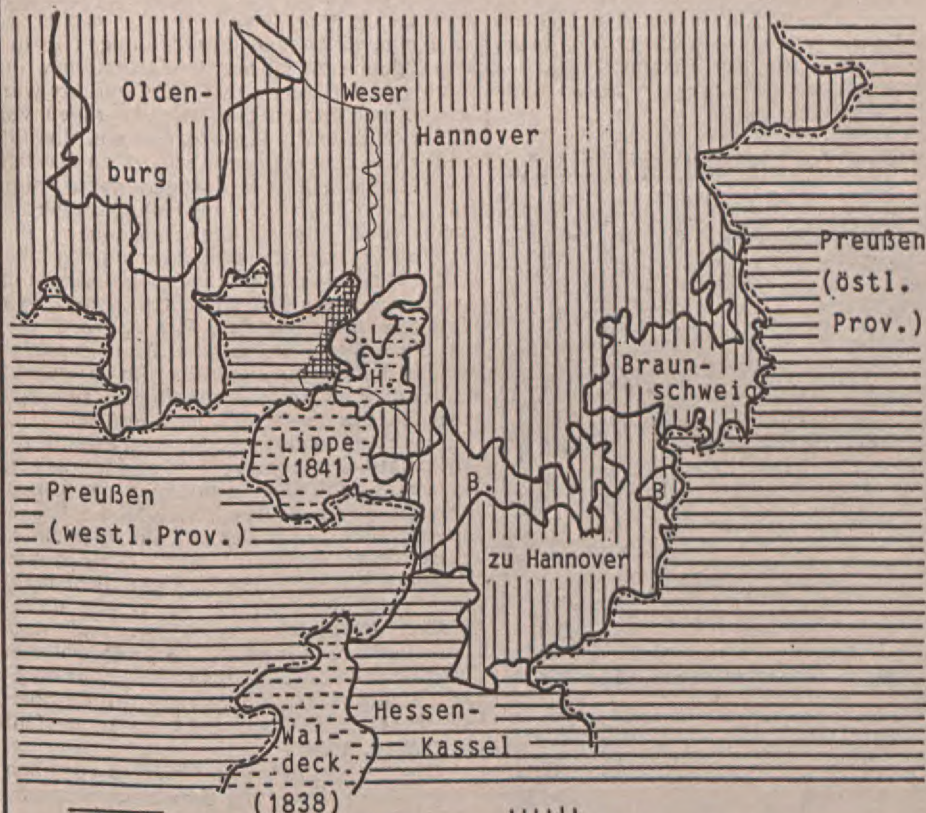 Olden-
burg
Weser
Hannover
Preußen
(östl.
Prov.)
S.L.
H.
Braun-
schweig
Lippe
(1841)
B.
B.
Preußen
(westl.Prov.)
zu Hannover
Hessen-
Kassel
Wal-
deck
(1838)